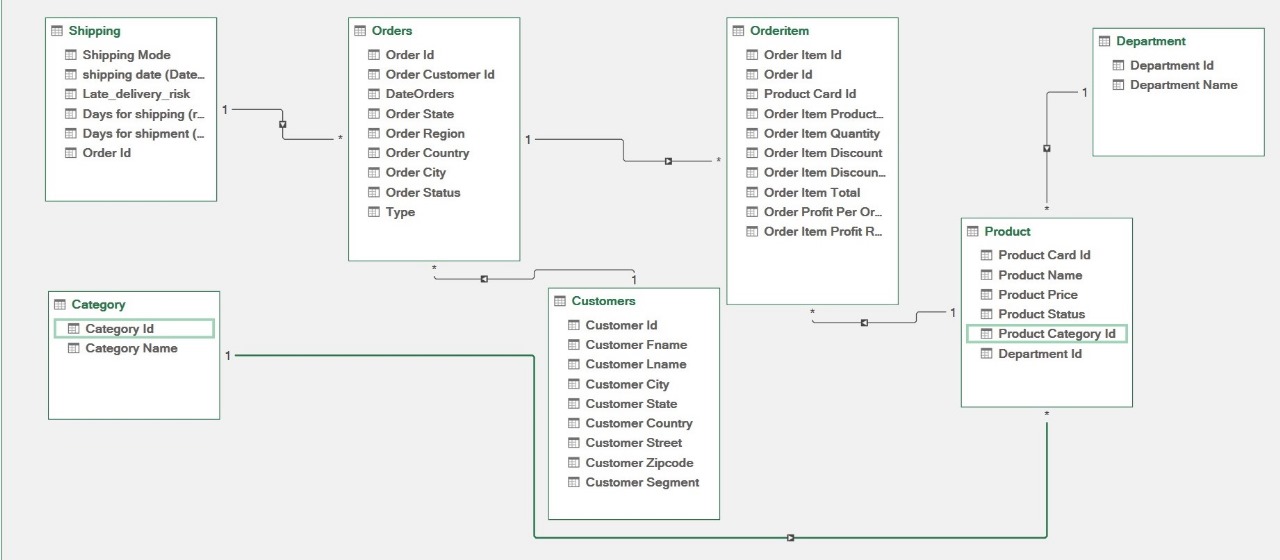 Shipping
Shipping Mode
shipping date (Date...
Late_delivery_risk
Days for shipping (r...
Days for shipment (...
Order Id
1
*
Orders
Order Id
Order Customer Id
DateOrders
Order State
Order Region
Order Country
Order City
Order Status
Type
1
*
Orderitem
Order Item Id
Order Id
Product Card Id
Order Item Product...
Order Item Quantity
Order Item Discount
Order Item Discoun...
Order Item Total
Order Profit Per Or...
Order Item Profit R...
Department
Department Id
Department Name
1
*
Category
Category Id
Category Name
1
*
1
Customers
Customer Id
Customer Fname
Customer Lname
Customer City
Customer State
Customer Country
Customer Street
Customer Zipcode
Customer Segment
*
1
Product
Product Card Id
Product Name
Product Price
Product Status
Product Category Id
Department Id
*